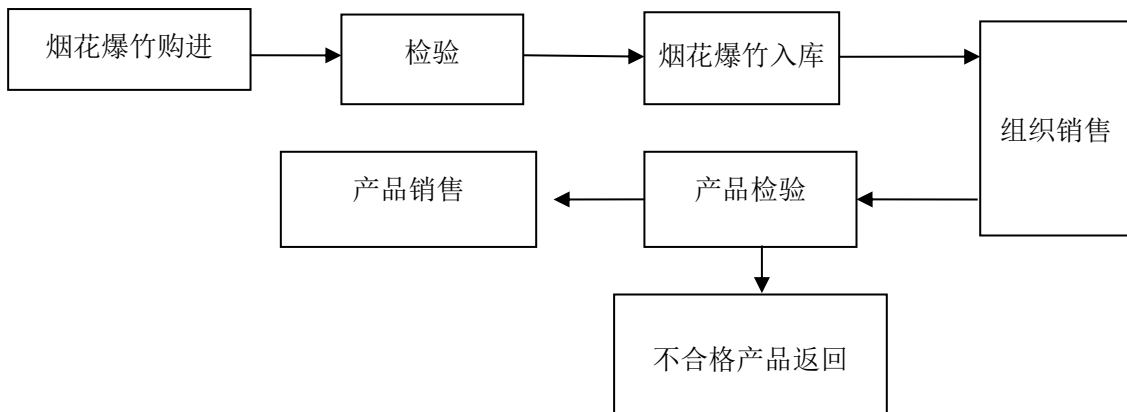 烟花爆竹购进
检验
烟花爆竹入库
组织销售
产品销售
产品检验
不合格产品返回